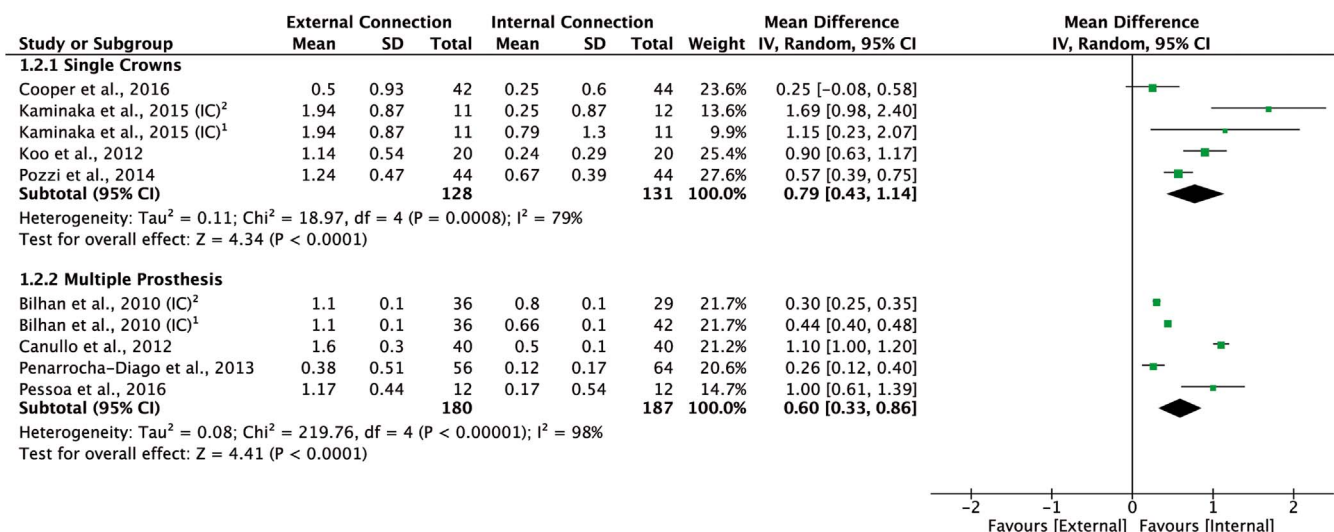 External Connection Internal Connection Mean Difference Mean Difference
Study or Subgroup Mean SD Total Mean SD Total Weight IV, Random, 95% CI IV, Random, 95% CI
1.2.1 Single Crowns
Cooper et al., 2016 0.5 0.93 42 0.25 0.6 44 23.6% 0.25 [-0.08, 0.58]
Kaminaka et al., 2015 (IC)² 1.94 0.87 11 0.25 0.87 12 13.6% 1.69 [0.98, 2.40]
Kaminaka et al., 2015 (IC)¹ 1.94 0.87 11 0.79 1.3 11 9.9% 1.15 [0.23, 2.07]
Koo et al., 2012 1.14 0.54 20 0.24 0.29 20 25.4% 0.90 [0.63, 1.17]
Pozzi et al., 2014 1.24 0.47 44 0.67 0.39 44 27.6% 0.57 [0.39, 0.75]
Subtotal (95% CI) 128 131 100.0% 0.79 [0.43, 1.14]
Heterogeneity: Tau² = 0.11; Chi² = 18.97, df = 4 (P = 0.0008); I² = 79%
Test for overall effect: Z = 4.34 (P < 0.0001)
1.2.2 Multiple Prosthesis
Bilhan et al., 2010 (IC)² 1.1 0.1 36 0.8 0.1 29 21.7% 0.30 [0.25, 0.35]
Bilhan et al., 2010 (IC)¹ 1.1 0.1 36 0.66 0.1 42 21.7% 0.44 [0.40, 0.48]
Canullo et al., 2012 1.6 0.3 40 0.5 0.1 40 21.2% 1.10 [1.00, 1.20]
Penarrocha-Diago et al., 2013 0.38 0.51 56 0.12 0.17 64 20.6% 0.26 [0.12, 0.40]
Pessoa et al., 2016 1.17 0.44 12 0.17 0.54 12 14.7% 1.00 [0.61, 1.39]
Subtotal (95% CI) 180 187 100.0% 0.60 [0.33, 0.86]
Heterogeneity: Tau² = 0.08; Chi² = 219.76, df = 4 (P < 0.00001); I² = 98%
Test for overall effect: Z = 4.41 (P < 0.0001)
-2 -1 0 1 2
Favours [External] Favours [Internal]